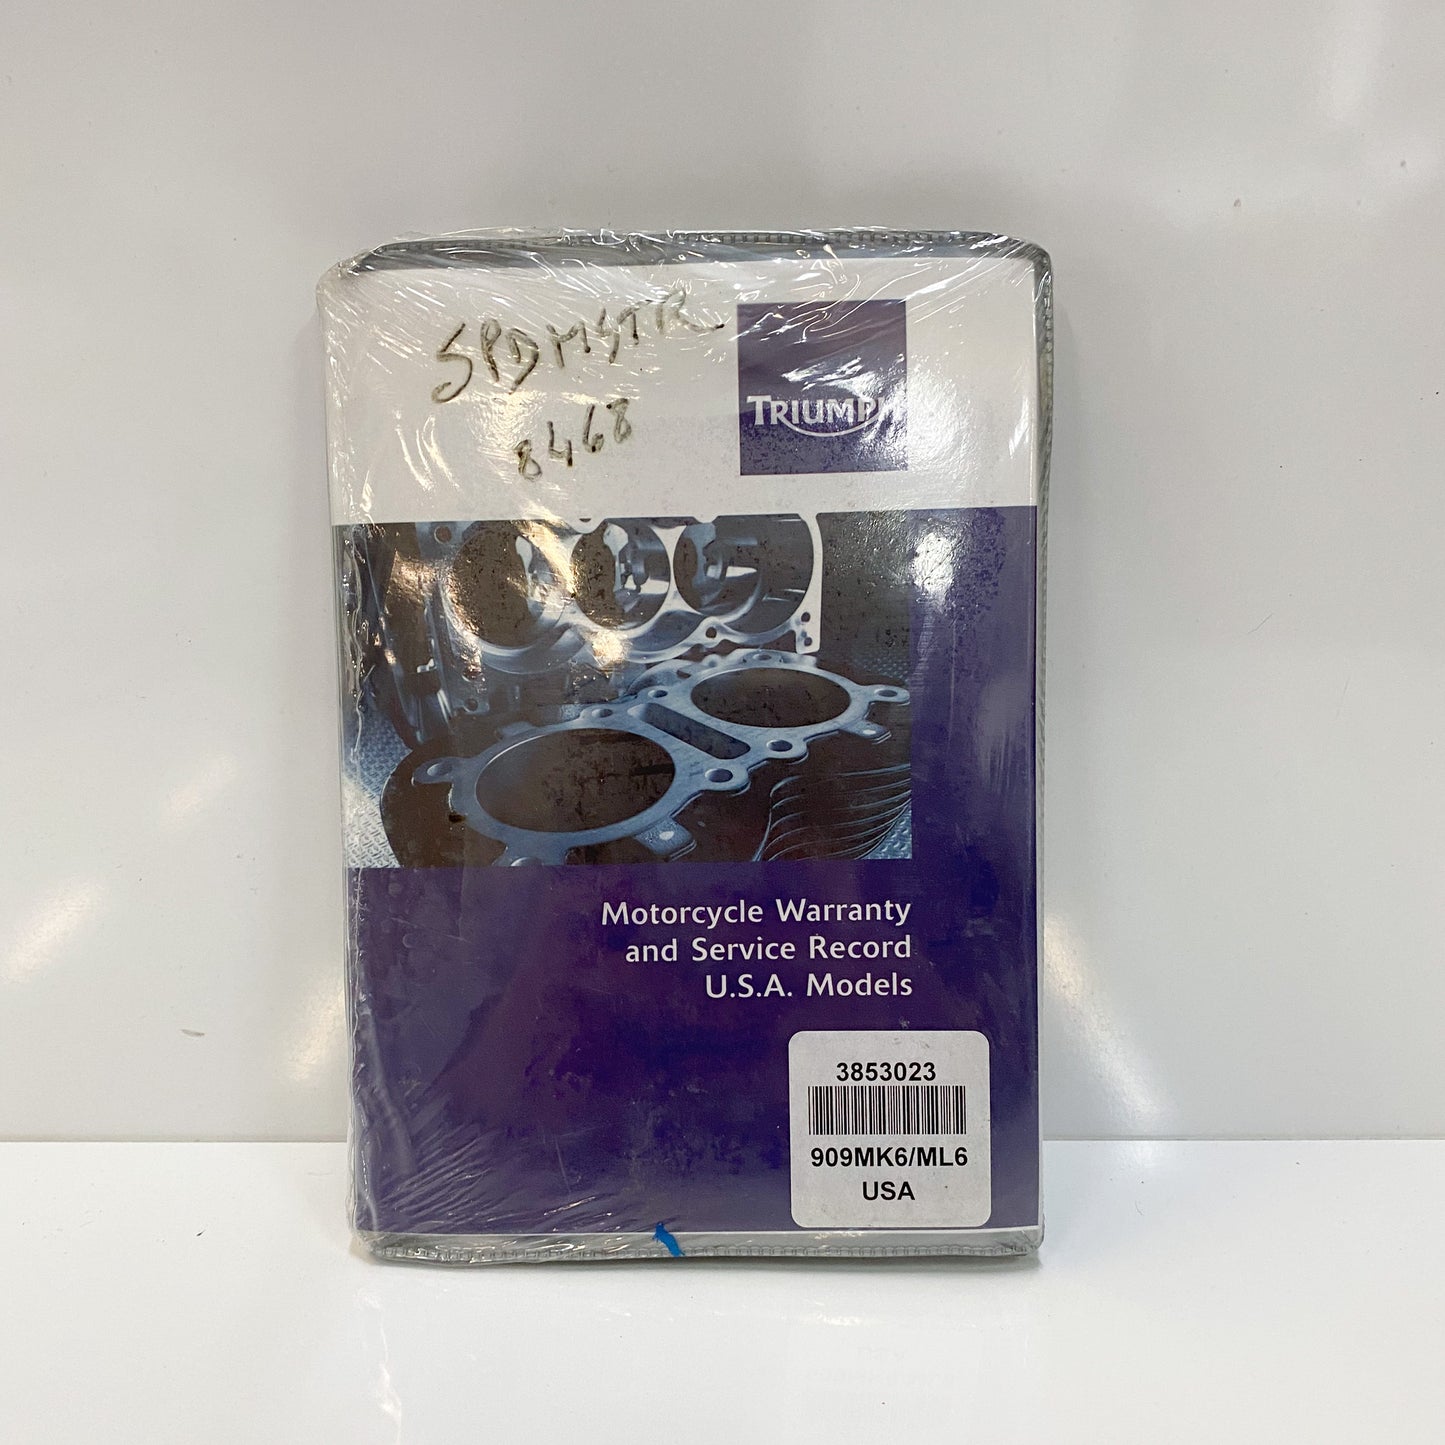 SPDMSTR
8468
TRIUMPH
Motorcycle Warranty
and Service Record
U.S.A. Models
3853023
909MK6/ML6
USA